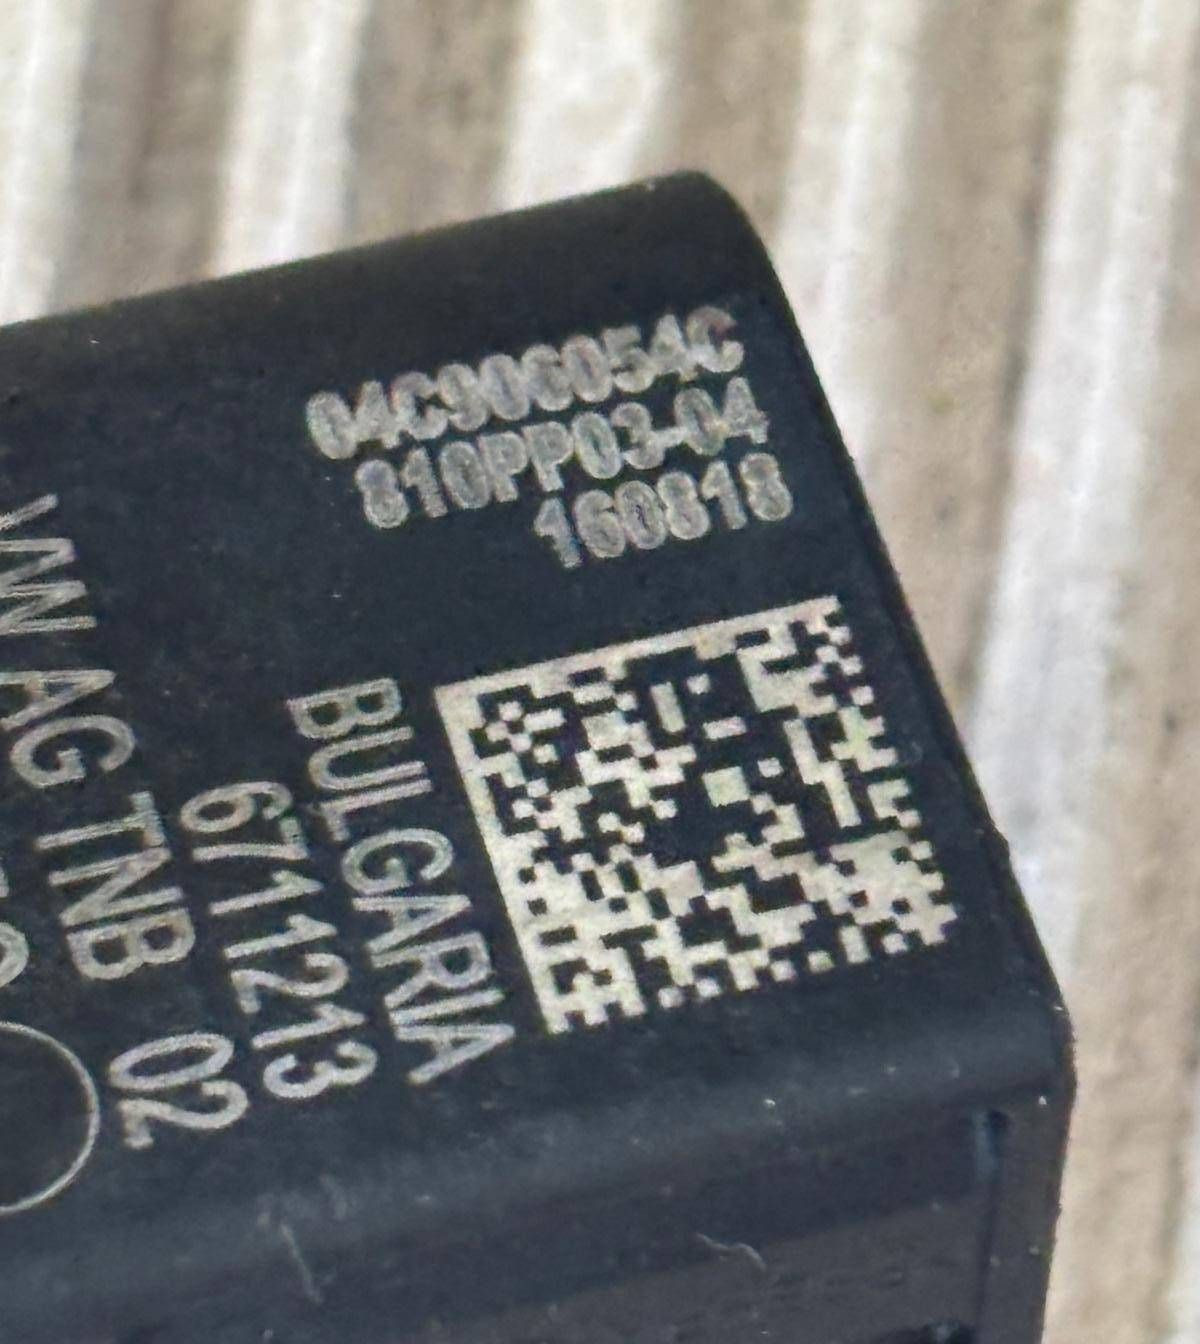 04C906054C
810PP03-04
160818
BULGARIA
6711213
VW AG TNB 02